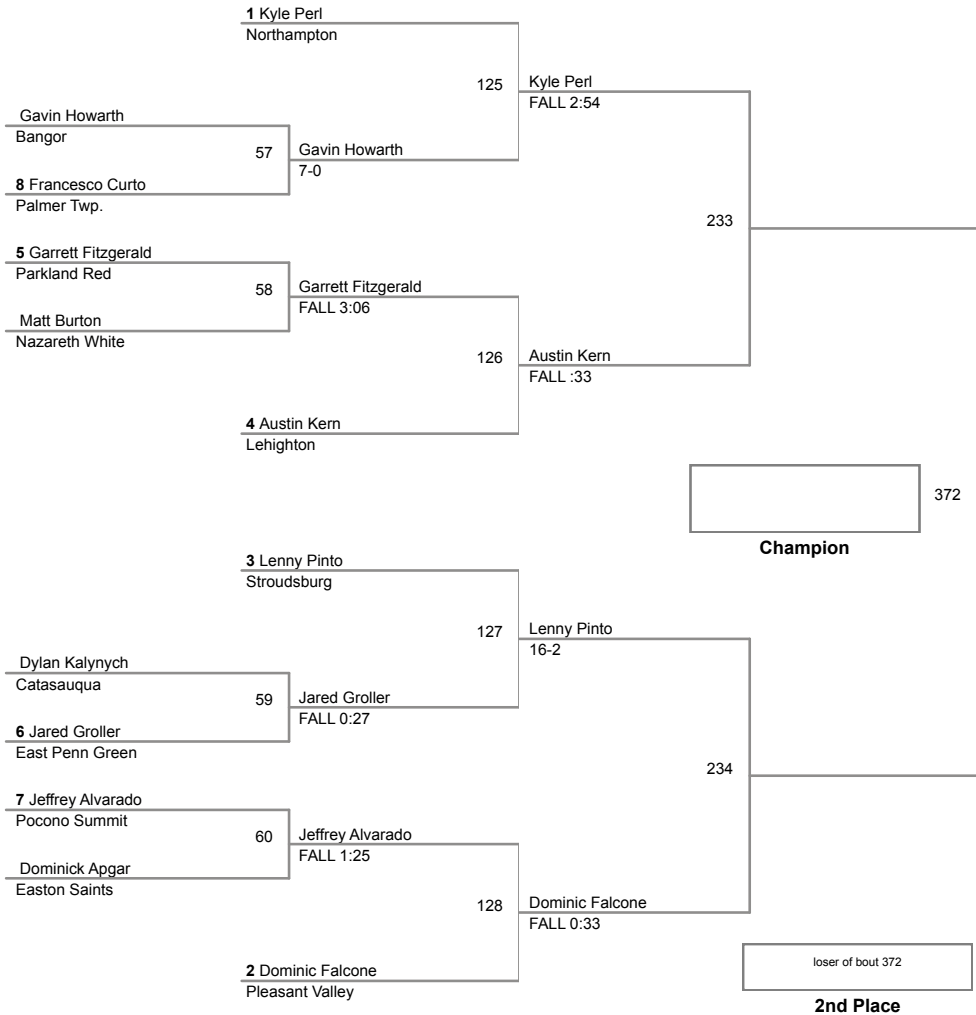 1 Kyle Perl
Northampton
125
Kyle Perl
FALL 2:54
Gavin Howarth
Bangor
57
Gavin Howarth
7-0
8 Francesco Curto
Palmer Twp.
233
5 Garrett Fitzgerald
Parkland Red
58
Garrett Fitzgerald
FALL 3:06
Matt Burton
Nazareth White
126
Austin Kern
FALL :33
4 Austin Kern
Lehighton
372
Champion
3 Lenny Pinto
Stroudsburg
127
Lenny Pinto
16-2
Dylan Kalynych
Catasauqua
59
Jared Groller
FALL 0:27
6 Jared Groller
East Penn Green
234
7 Jeffrey Alvarado
Pocono Summit
60
Jeffrey Alvarado
FALL 1:25
Dominick Apgar
Easton Saints
128
Dominic Falcone
FALL 0:33
2 Dominic Falcone
Pleasant Valley
loser of bout 372
2nd Place